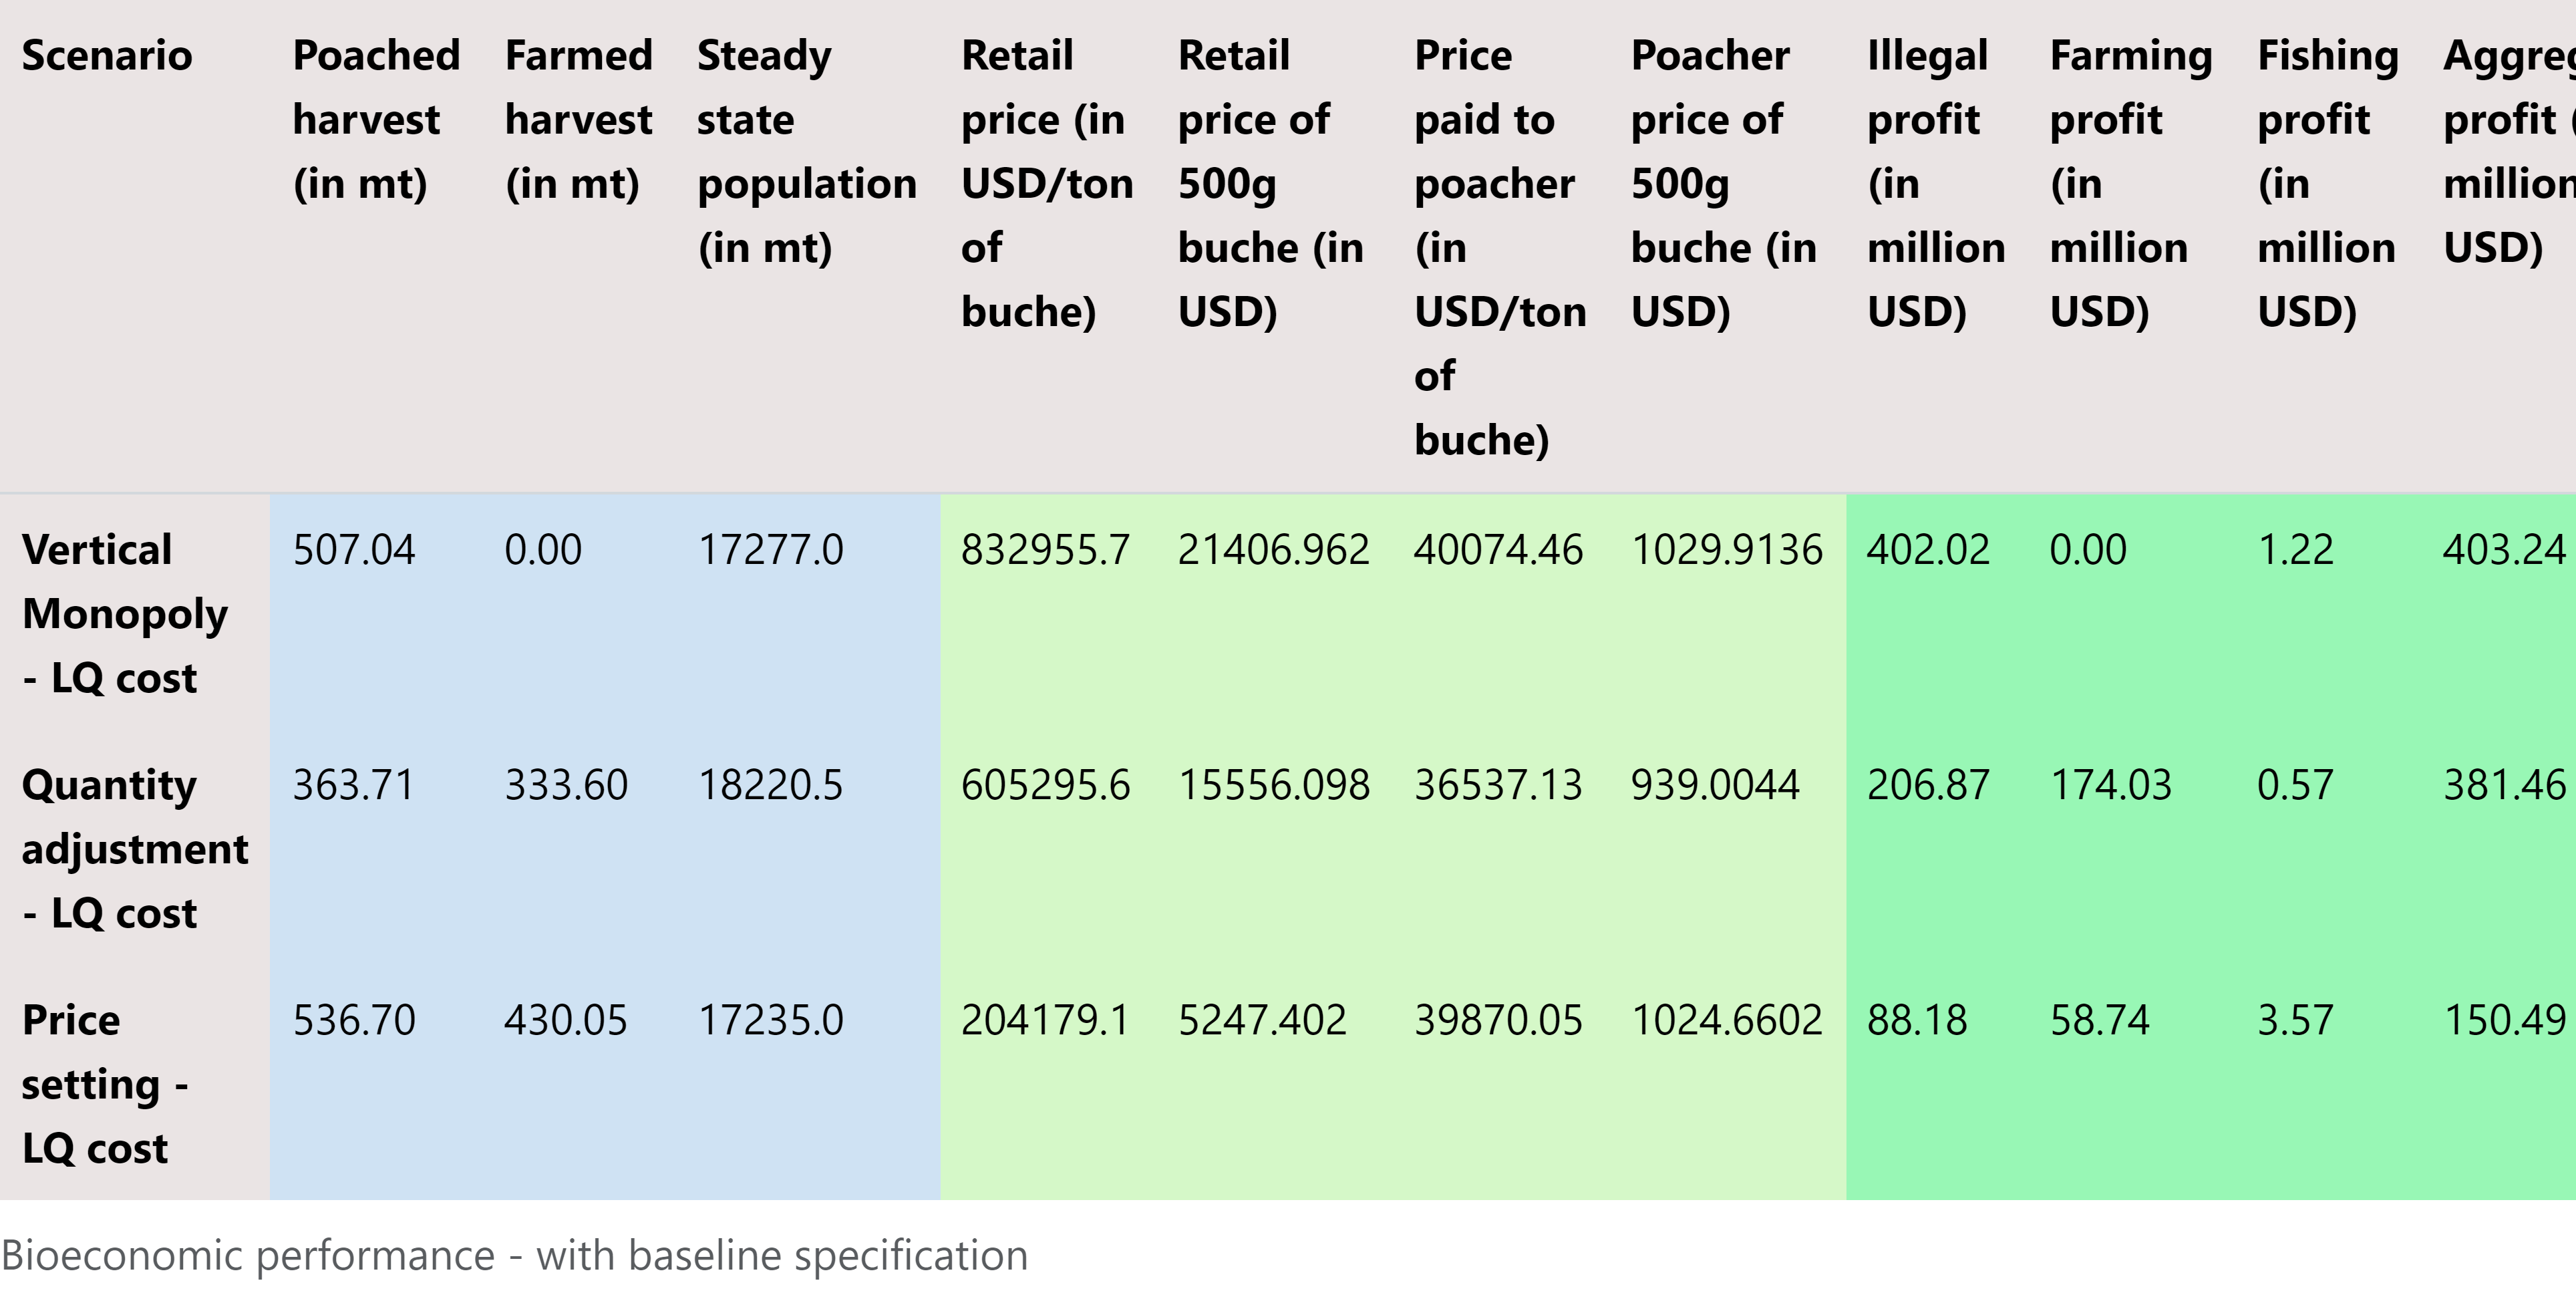 Scenario Poached harvest (in mt) Farmed harvest (in mt) Steady state population (in mt) Retail price (in USD/ton of buche) Retail price of 500g buche (in USD) Price paid to poacher (in USD/ton of buche) Poacher price of 500g buche (in USD) Illegal profit (in million USD) Farming profit (in million USD) Fishing profit (in million USD) Aggreg profit ( million USD)
Vertical Monopoly - LQ cost 507.04 0.00 17277.0 832955.7 21406.962 40074.46 1029.9136 402.02 0.00 1.22 403.24
Quantity adjustment - LQ cost 363.71 333.60 18220.5 605295.6 15556.098 36537.13 939.0044 206.87 174.03 0.57 381.46
Price setting - LQ cost 536.70 430.05 17235.0 204179.1 5247.402 39870.05 1024.6602 88.18 58.74 3.57 150.49
Bioeconomic performance - with baseline specification